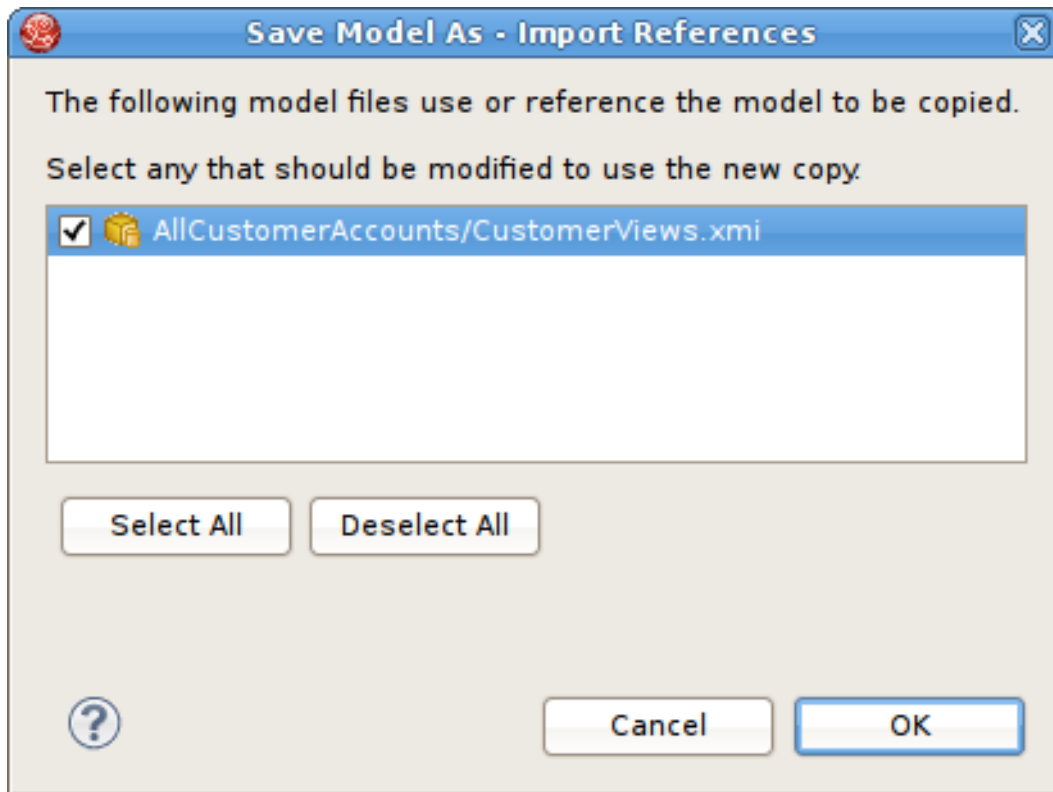 Save Model As - Import References
The following model files use or reference the model to be copied.
Select any that should be modified to use the new copy.
AllCustomerAccounts/CustomerViews.xmi
Select All
Deselect All
?
Cancel
OK